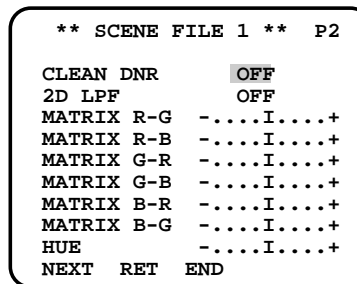 ** SCENE FILE 1 ** P2
CLEAN DNR OFF
2D LPF OFF
MATRIX R-G -....I....+
MATRIX R-B -....I....+
MATRIX G-R -....I....+
MATRIX G-B -....I....+
MATRIX B-R -....I....+
MATRIX B-G -....I....+
HUE -....I....+
NEXT RET END